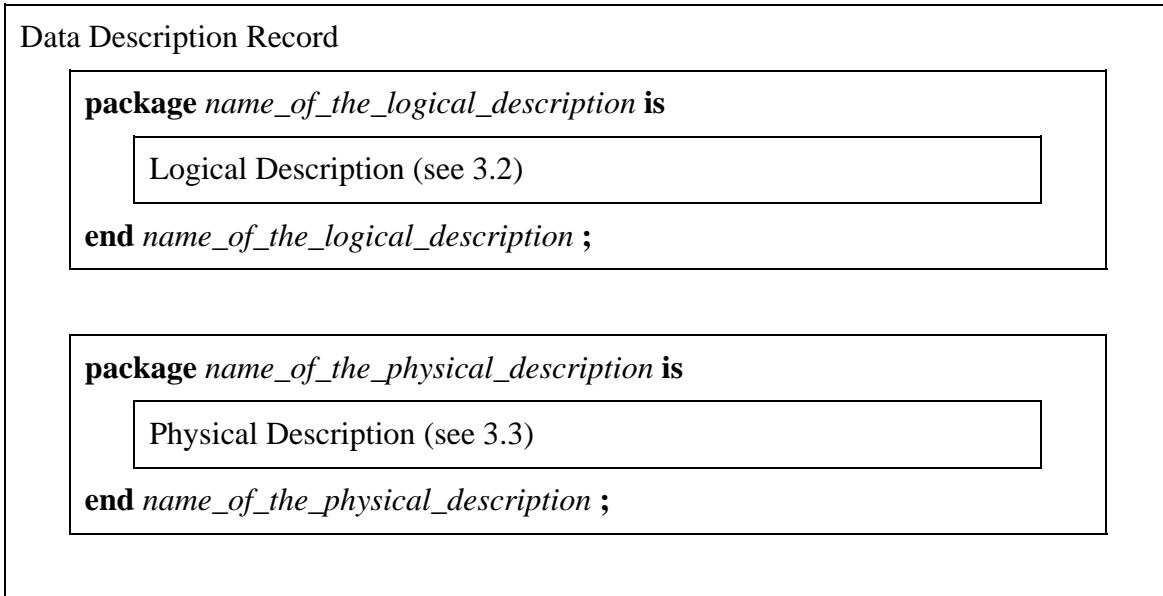 Data Description Record
package name_of_the_logical_description is
Logical Description (see 3.2)
end name_of_the_logical_description ;
package name_of_the_physical_description is
Physical Description (see 3.3)
end name_of_the_physical_description ;